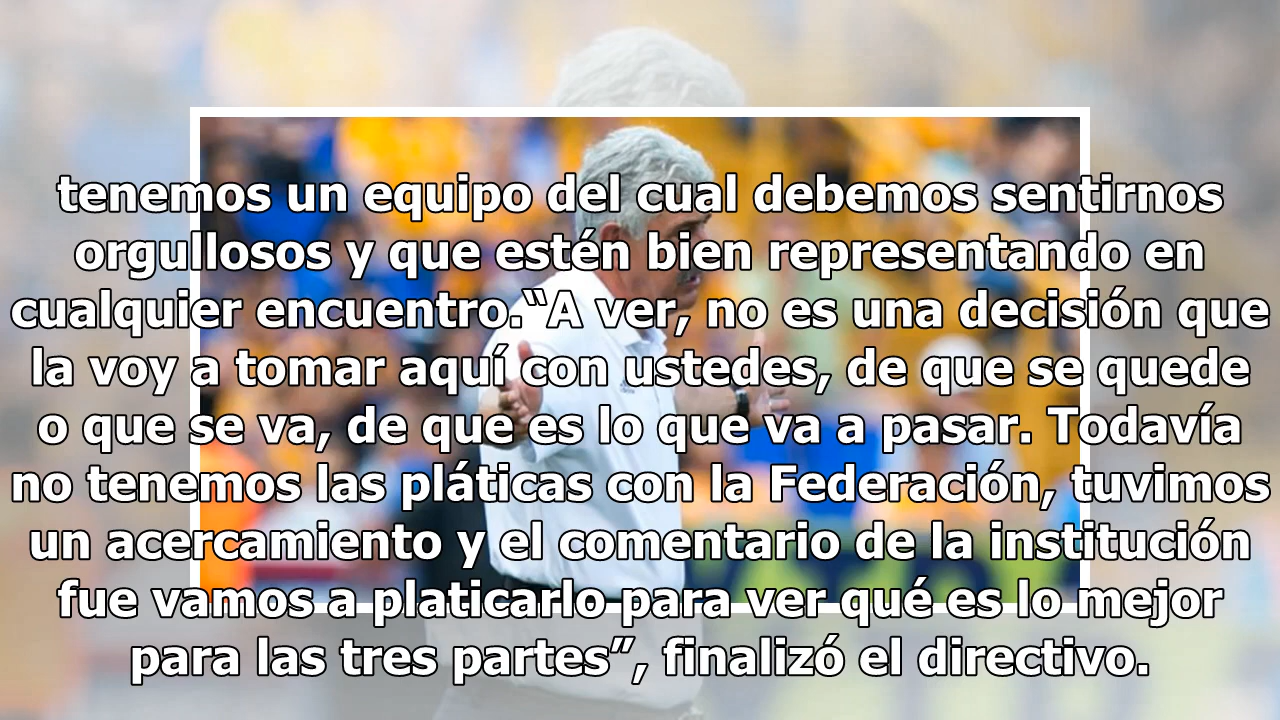 tenemos un equipo del cual debemos sentirnos
orgullosos y que estén bien representando en
cualquier encuentro.“A ver, no es una decisión que
la voy a tomar aquí con ustedes, de que se quede
o que se va, de que es lo que va a pasar. Todavía
no tenemos las pláticas con la Federación, tuvimos
un acercamiento y el comentario de la institución
fue vamos a platicarlo para ver qué es lo mejor
para las tres partes”, finalizó el directivo.